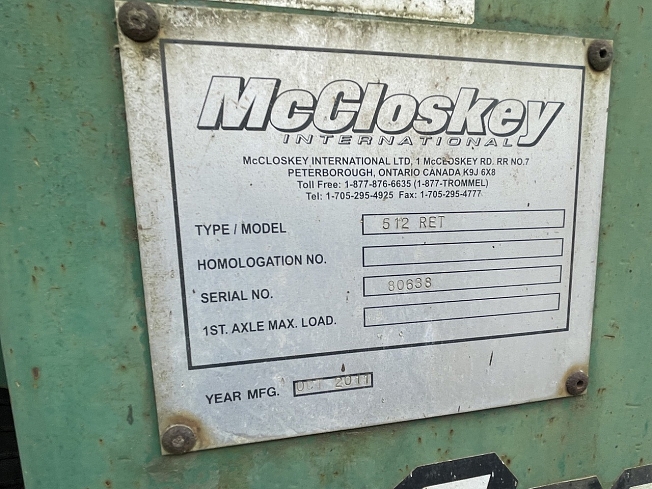 McCloskey
INTERNATIONAL
McCLOSKEY INTERNATIONAL LTD, 1 McCLOSKEY RD. RR NO.7
PETERBOROUGH, ONTARIO CANADA K9J 6X8
Toll Free: 1-877-876-6635 (1-877-TROMMEL)
Tel: 1-705-295-4925 Fax: 1-705-295-4777
TYPE / MODEL 512 RET
HOMOLOGATION NO.
SERIAL NO. 80638
1ST. AXLE MAX. LOAD.
YEAR MFG. OCT 2011